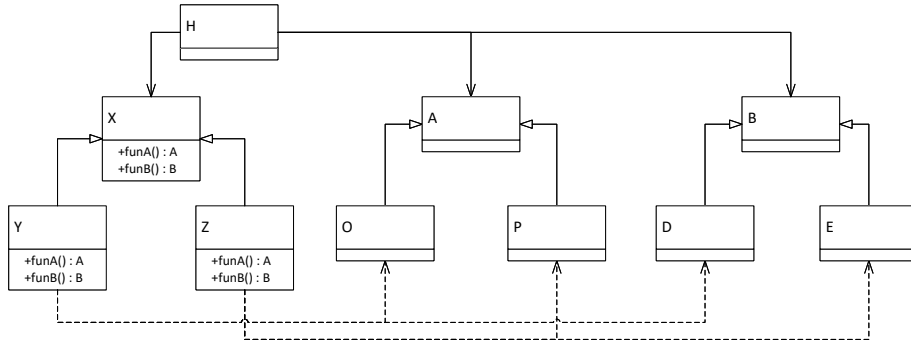 H
X
+funA() : A
+funB() : B
A
B
Y
+funA() : A
+funB() : B
Z
+funA() : A
+funB() : B
O
P
D
E